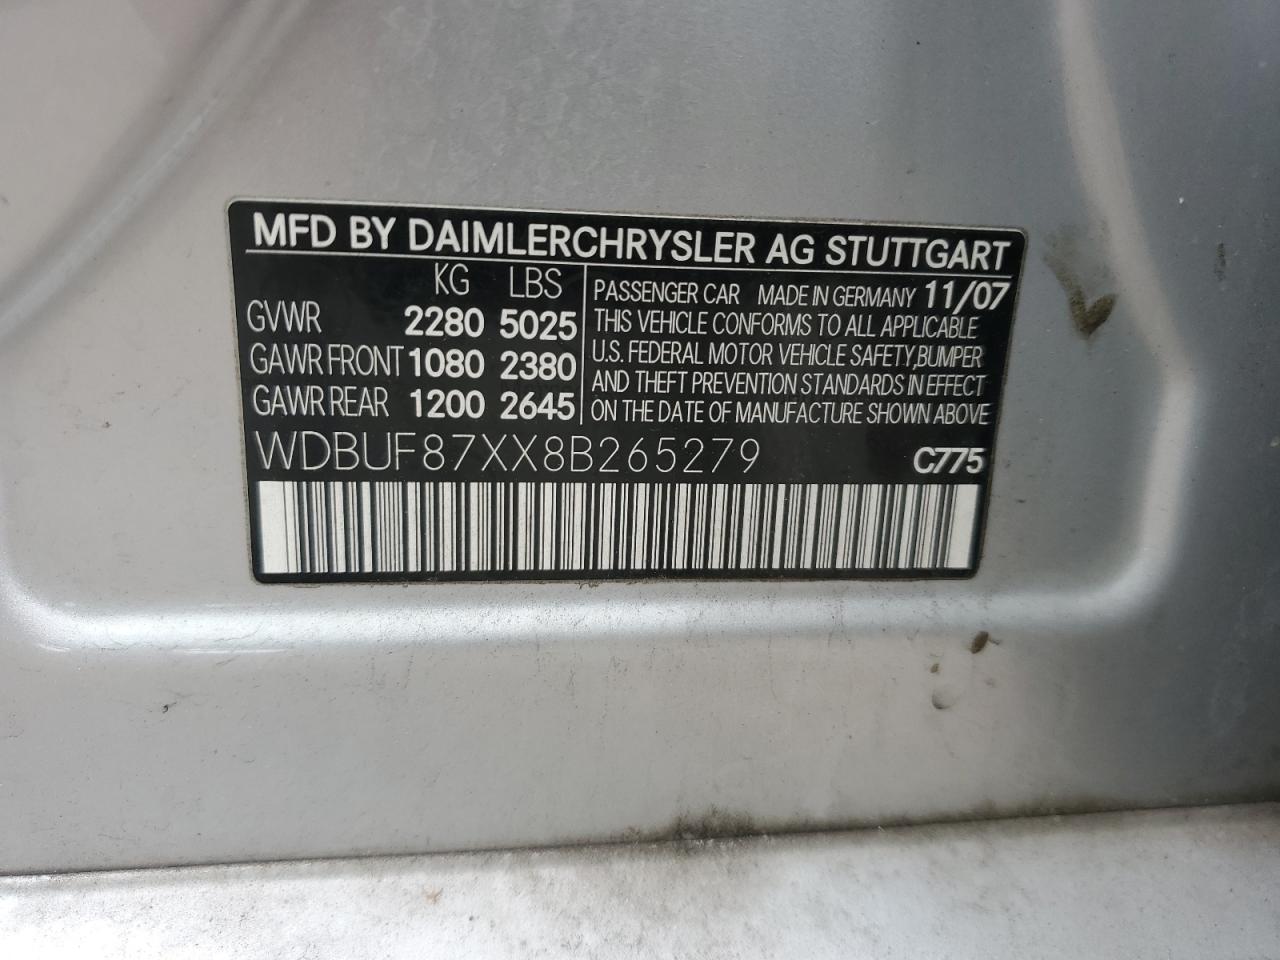 MFD BY DAIMLERCHRYSLER AG STUTTGART
KG LBS
GVWR 2280 5025
GAWR FRONT 1080 2380
GAWR REAR 1200 2645
PASSENGER CAR MADE IN GERMANY 11/07
THIS VEHICLE CONFORMS TO ALL APPLICABLE
U.S. FEDERAL MOTOR VEHICLE SAFETY,BUMPER
AND THEFT PREVENTION STANDARDS IN EFFECT
ON THE DATE OF MANUFACTURE SHOWN ABOVE
WDBUF87XX8B265279 C775